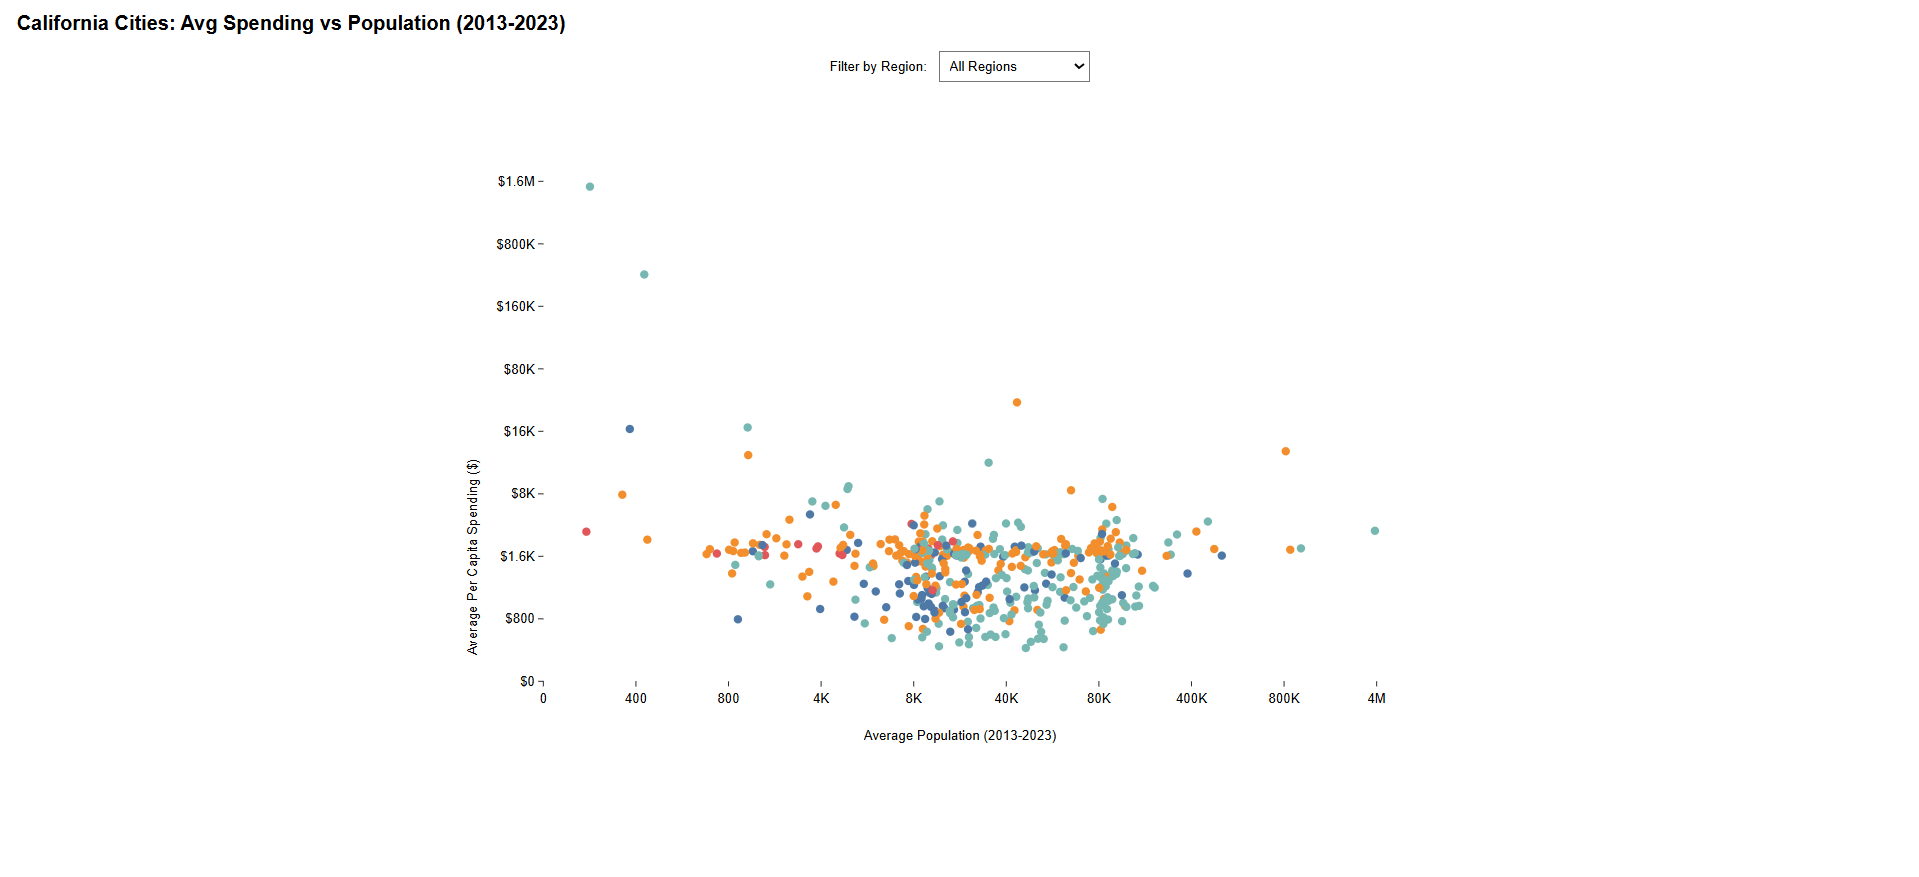 California Cities: Avg Spending vs Population (2013-2023)
Filter by Region: All Regions
$1.6M
$800K
$160K
$80K
$16K
$8K
$1.6K
$800
$0
Average Per Capita Spending ($)
0 400 800 4K 8K 40K 80K 400K 800K 4M
Average Population (2013-2023)